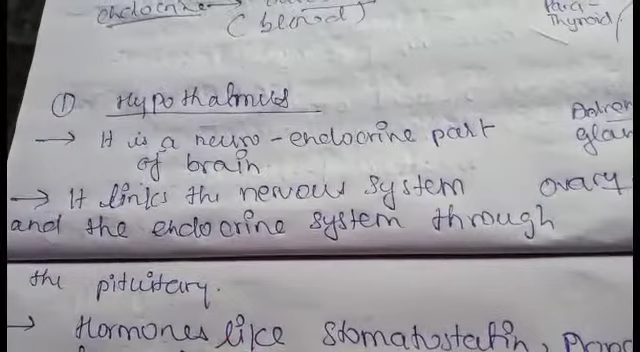 endocrine →
(blood)
Para-
Thyroid
① Hypothalmus
→ It is a neuro-endocrine part
of brain.
Adren
glan
→ It links the nervous system
ovary
and the endocrine system through
the pituitary.
→ Hormones like Stomatostatin,